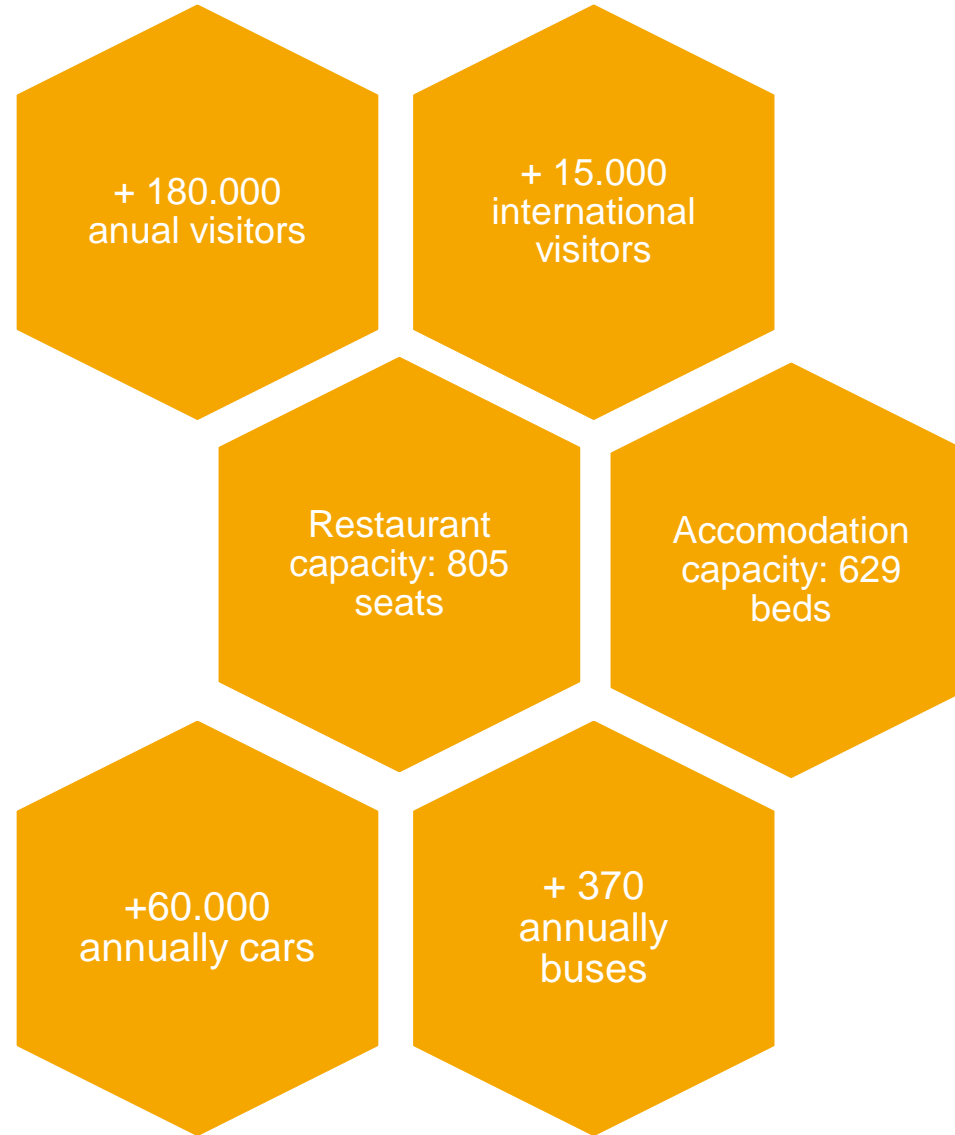 + 180.000
anual visitors
+ 15.000
international
visitors
Restaurant
capacity: 805
seats
Accomodation
capacity: 629
beds
+60.000
annually cars
+ 370
annually
buses